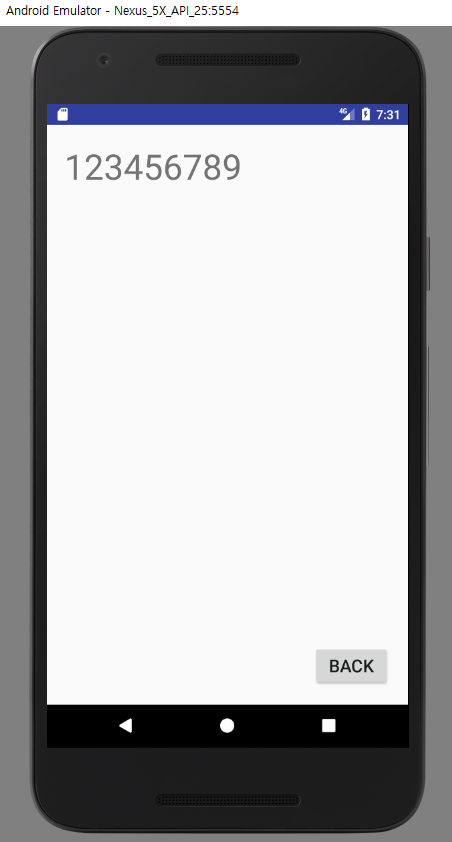 Android Emulator - Nexus_5X_API_25:5554
4G 7:31
123456789
BACK